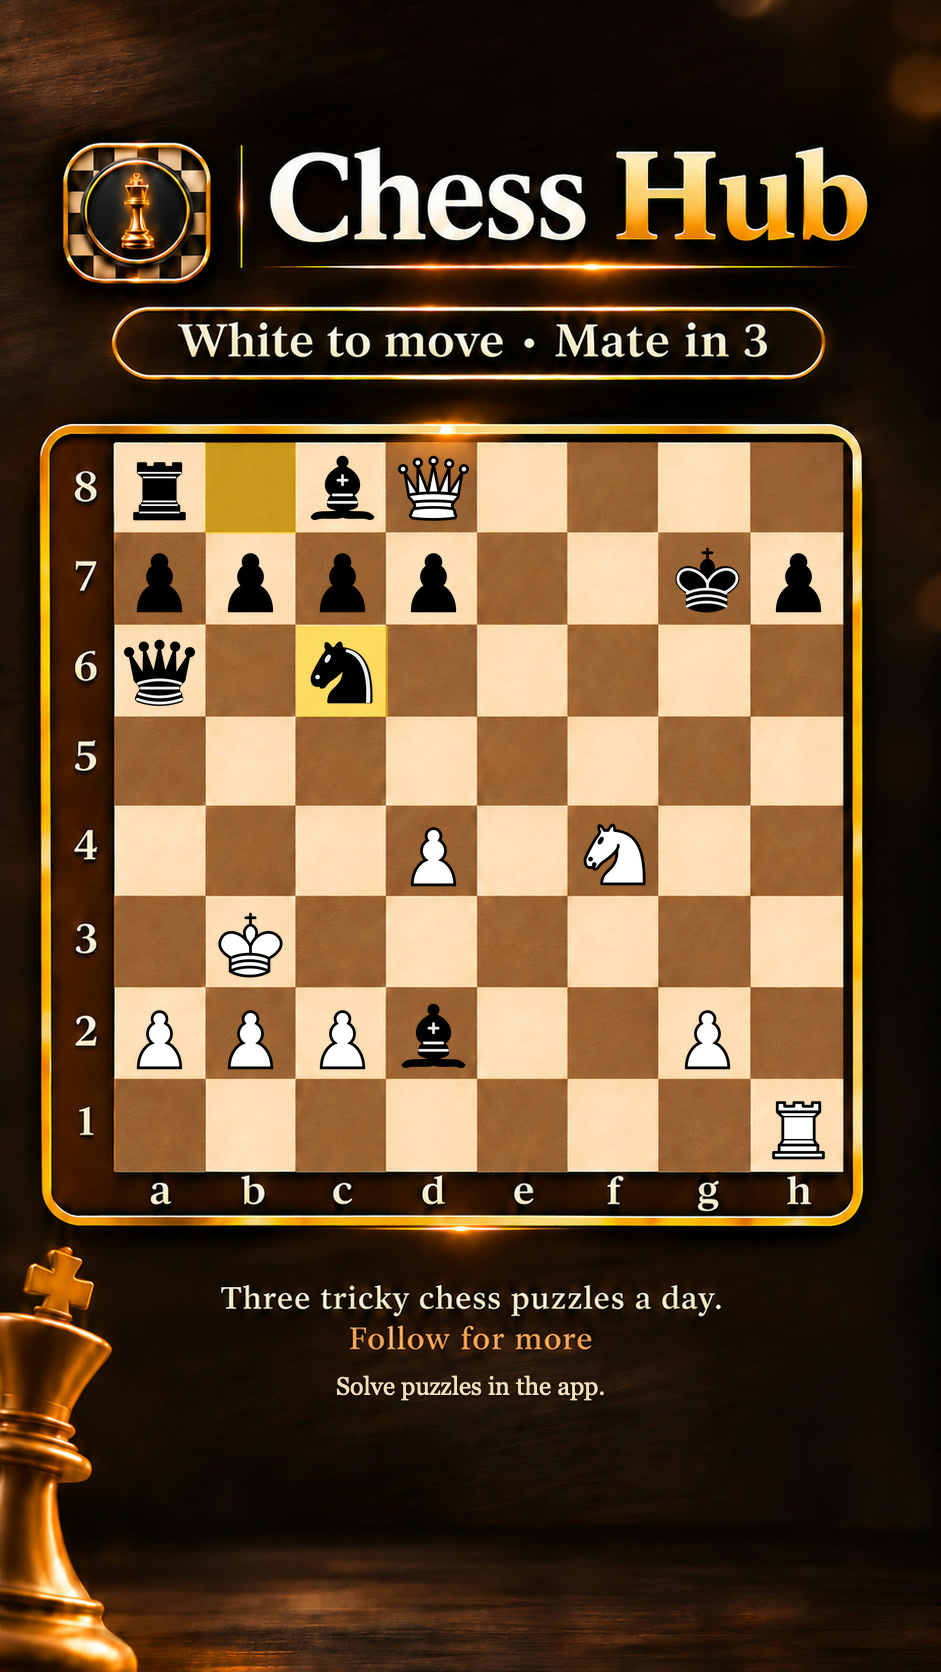 Chess Hub
White to move • Mate in 3
8
7
6
5
4
3
2
1
a b c d e f g h
Three tricky chess puzzles a day.
Follow for more
Solve puzzles in the app.